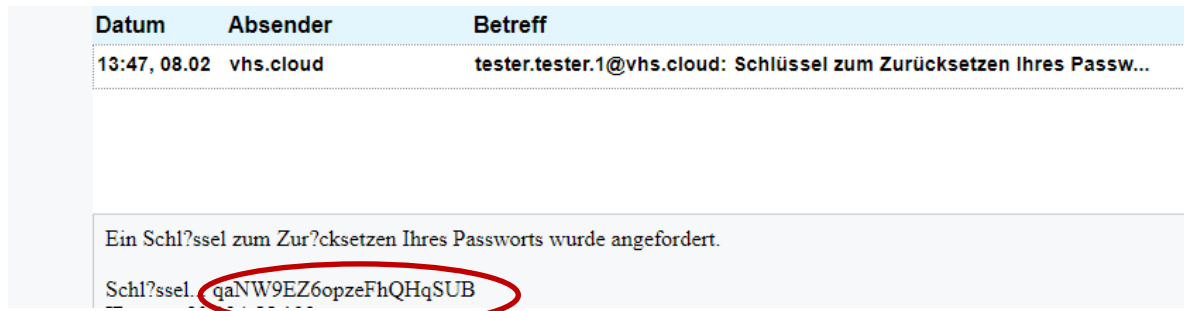 Datum Absender Betreff
13:47, 08.02 vhs.cloud tester.tester.1@vhs.cloud: Schlüssel zum Zurücksetzen Ihres Passw...
Ein Schl?ssel zum Zur?cksetzen Ihres Passworts wurde angefordert.
Schl?ssel... qaNW9EZ6opzeFhQHqSUB